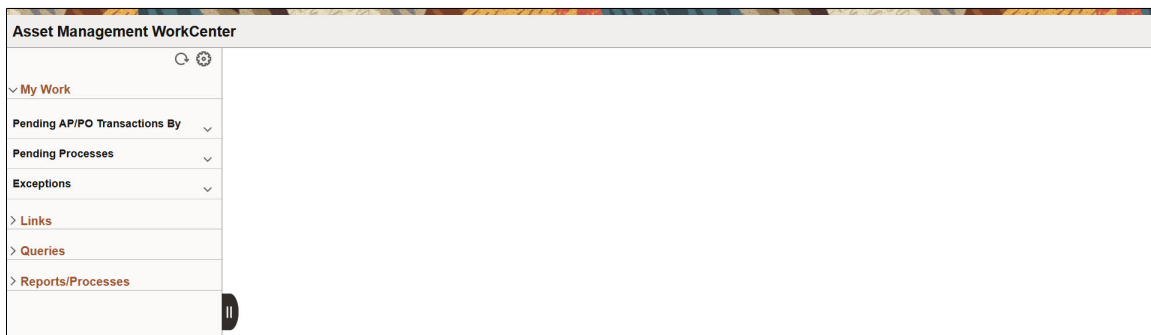 Asset Management WorkCenter
My Work
Pending AP/PO Transactions By
Pending Processes
Exceptions
Links
Queries
Reports/Processes